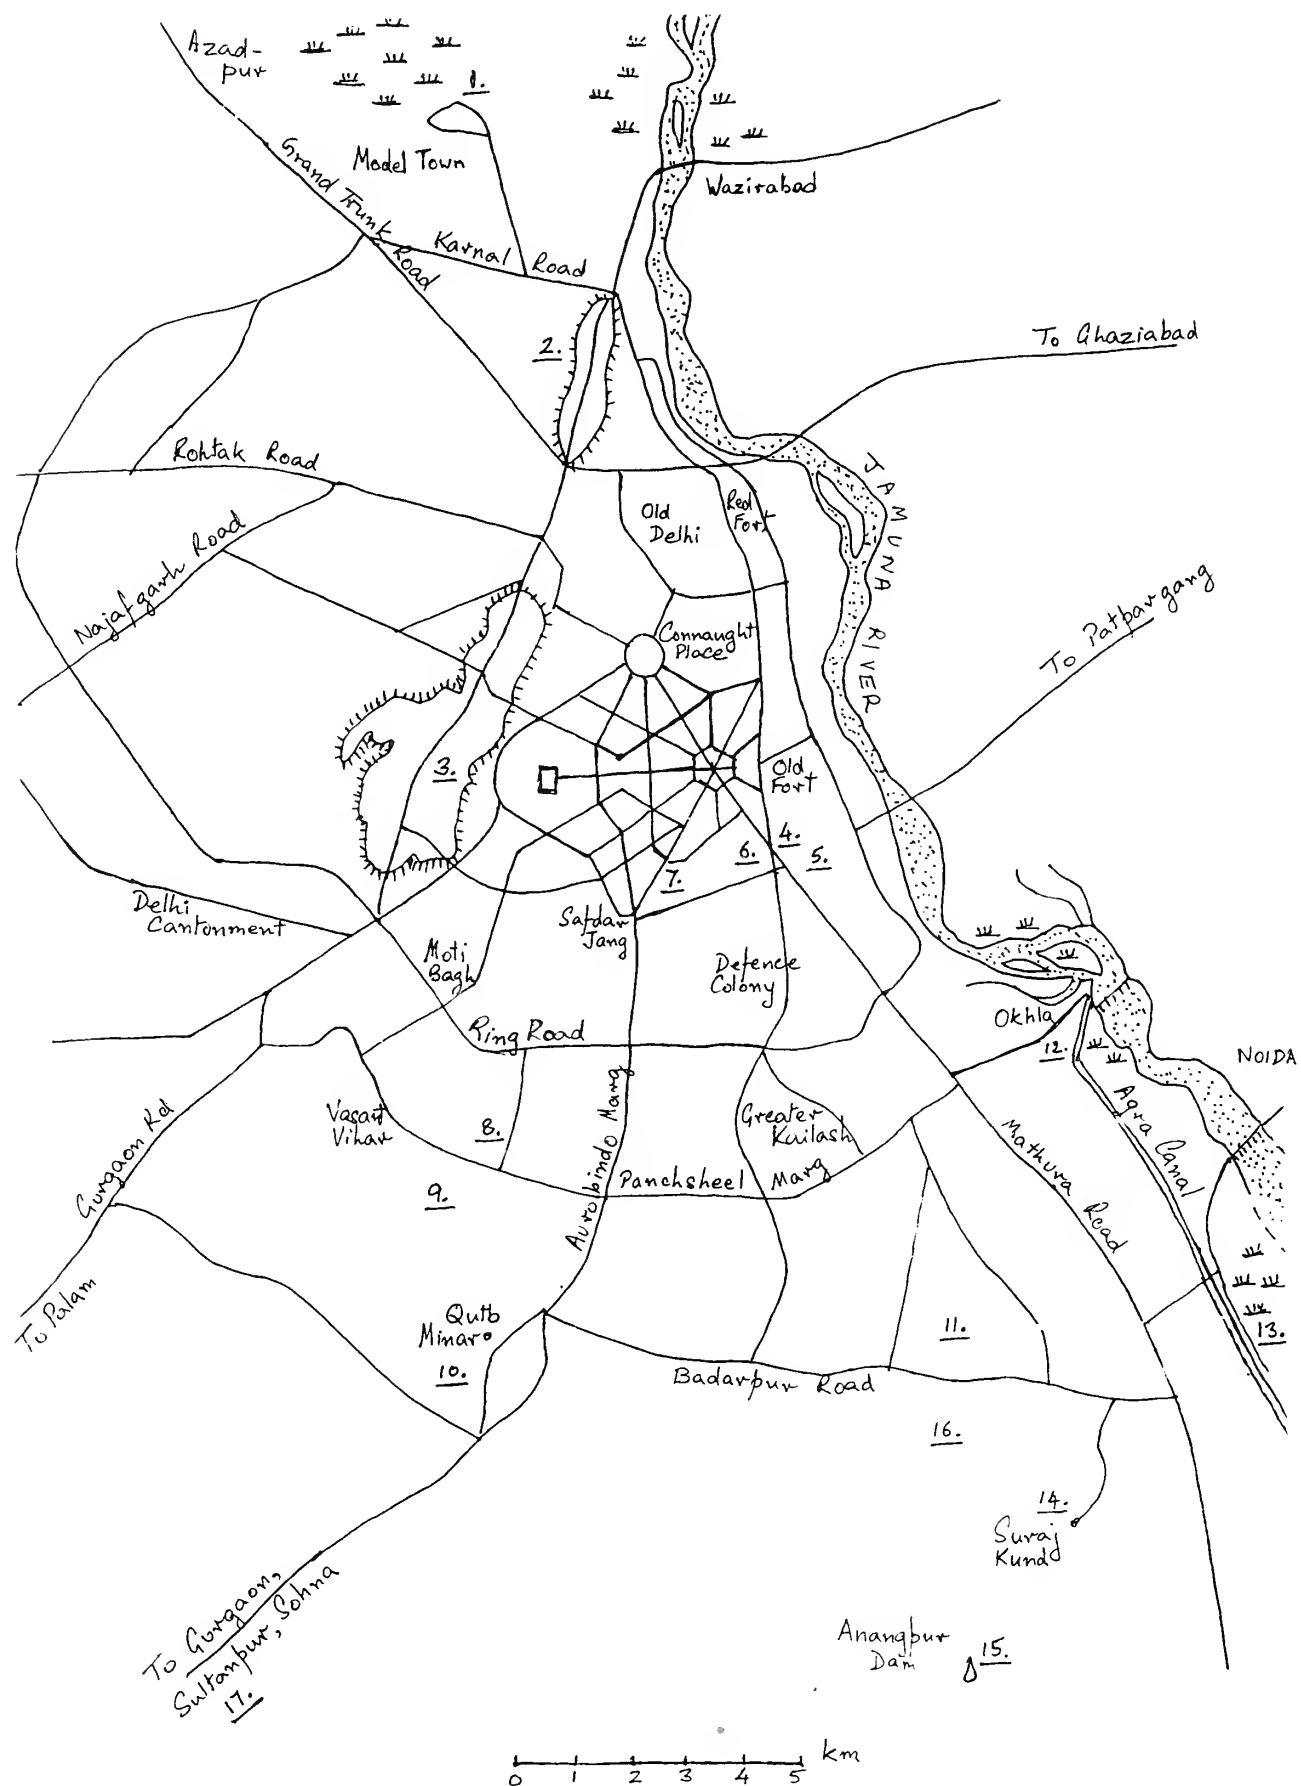 Azad-
pur
1.
Model Town
Grand Trunk Road
Karnal Road
Wazirabad
2.
To Ghaziabad
Rohtak Road
JAMUNA RIVER
Old
Delhi
Red
Fort
Najafgarh Road
To Patpargang
Connaught
Place
3.
Old
Fort
4.
5.
6.
7.
Delhi
Cantonment
Safdar
Jang
Moti
Bagh
Defence
Colony
Okhla
Ring Road
12.
NOIDA
Agra Canal
Vasant
Vihar
8.
Aurobindo Marg
Greater
Kailash
Mathura Road
Gurgaon Rd
9.
Panchsheel Marg
To Palam
Qutb
Minar
10.
11.
13.
Badarpur Road
16.
14.
Suraj
Kund
To Gurgaon,
Sultanpur, Sohna
17.
Anangpur
Dam
15.
km
0 1 2 3 4 5